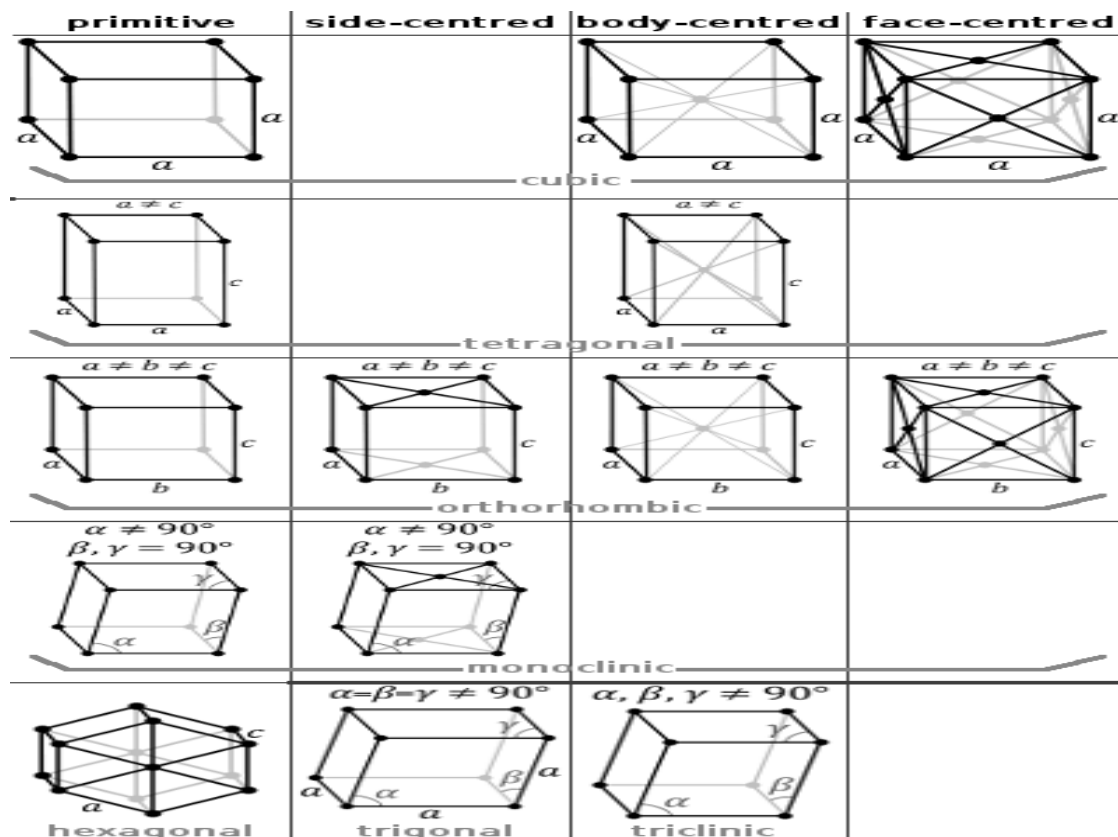 primitive side-centred body-centred face-centred
a a a
a a
a a
cubic
a ≠ c a ≠ c
c c
a a
a a
tetragonal
a ≠ b ≠ c a ≠ b ≠ c a ≠ b ≠ c a ≠ b ≠ c
c c c c
a a a a
b b b b
orthorhombic
α ≠ 90° α ≠ 90°
β, γ = 90° β, γ = 90°
γ γ
α β α β
monoclinic
α=β=γ ≠ 90° α, β, γ ≠ 90°
c γ γ
β a β
a a α α
a
hexagonal trigonal triclinic